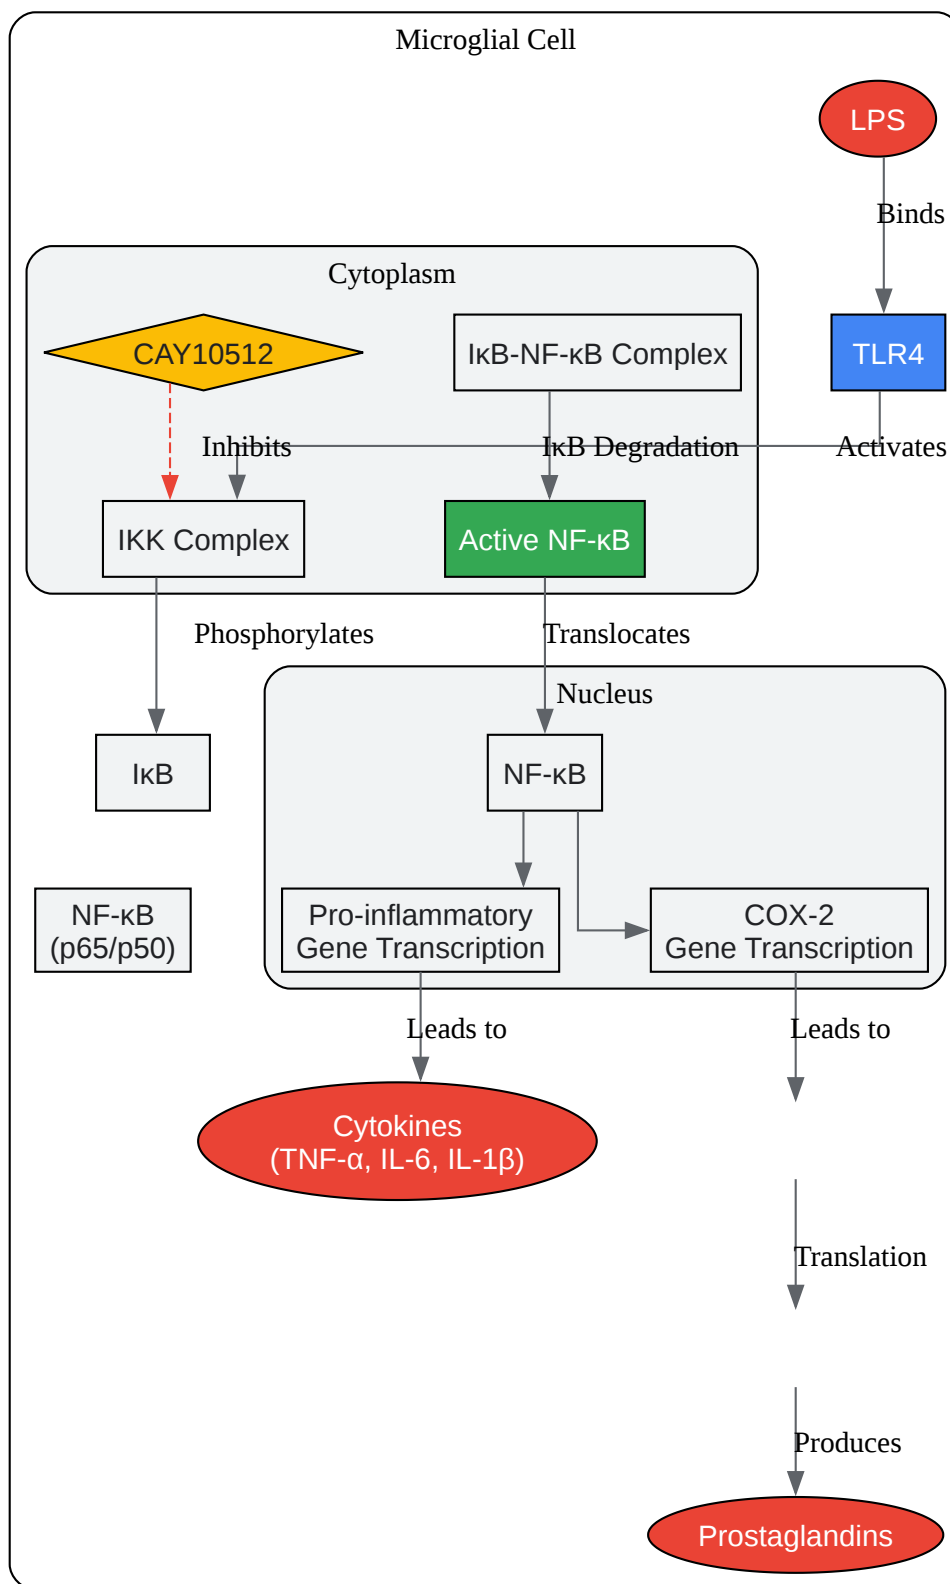 Microglial Cell
LPS
Binds
Cytoplasm
CAY10512
IκB-NF-κB Complex
TLR4
Inhibits
IκB Degradation
Activates
IKK Complex
Active NF-κB
Phosphorylates
Translocates
Nucleus
IκB
NF-κB
NF-κB
(p65/p50)
Pro-inflammatory
Gene Transcription
COX-2
Gene Transcription
Leads to
Leads to
Cytokines
(TNF-α, IL-6, IL-1β)
Translation
Produces
Prostaglandins